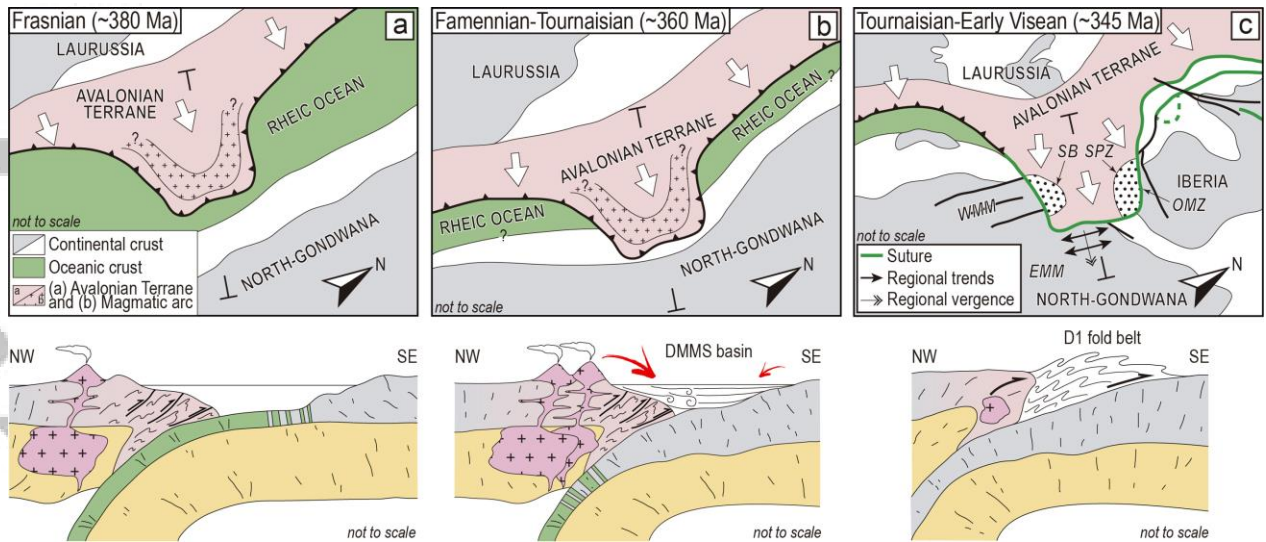 Frasnian (~380 Ma)
a
LAURUSSIA
AVALONIAN
TERRANE
?
?
RHEIC OCEAN
NORTH-GONDWANA
not to scale
N
Continental crust
Oceanic crust
a
b
(a) Avalonian Terrane
and (b) Magmatic arc
Famennian-Tournaisian (~360 Ma)
b
LAURUSSIA
AVALONIAN TERRANE
?
?
RHEIC OCEAN
?
RHEIC OCEAN
?
NORTH-GONDWANA
not to scale
N
Tournaisian-Early Visean (~345 Ma)
c
LAURUSSIA
AVALONIAN TERRANE
SB SPZ
IBERIA
OMZ
WMM
EMM
NORTH-GONDWANA
not to scale
N
Suture
Regional trends
Regional vergence
NW
SE
not to scale
NW
DMMS basin
SE
not to scale
NW
D1 fold belt
SE
not to scale